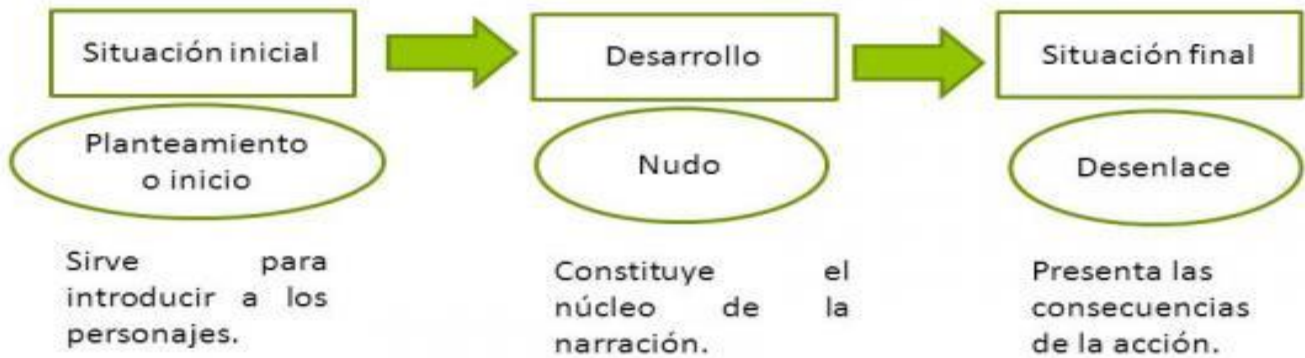 Situación inicial
Desarrollo
Situación final
Planteamiento
o inicio
Nudo
Desenlace
Sirve para
introducir a los
personajes.
Constituye el
núcleo de la
narración.
Presenta las
consecuencias
de la acción.